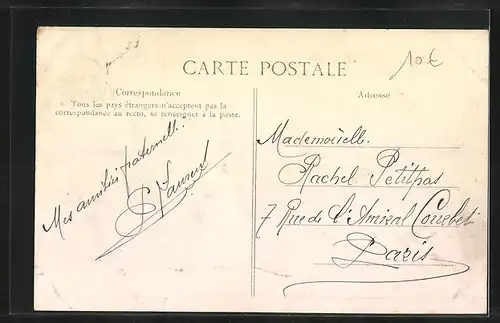 10€
CARTE POSTALE
Correspondance
Tous les pays étrangers n'acceptent pas la
correspondance au recto, se renseigner à la poste.
Mes amitiés fraternell.
Adresse
Mademoiselle.
Rachel Petitpas
7 Rue de l'Amiral Courbet
Paris